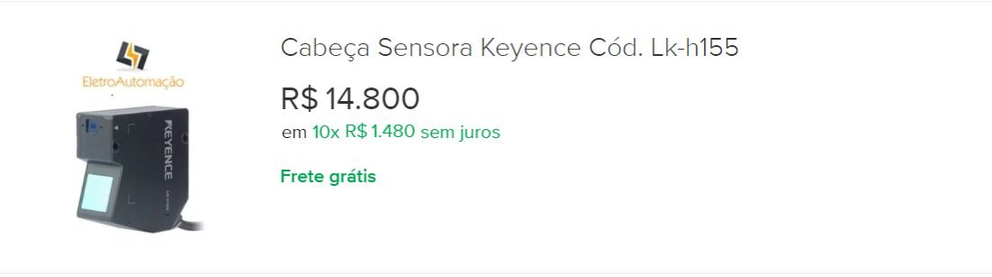 Cabeça Sensora Keyence Cód. Lk-h155
EletroAutomação
R$ 14.800
em 10x R$ 1.480 sem juros
KEYENCE
Frete grátis